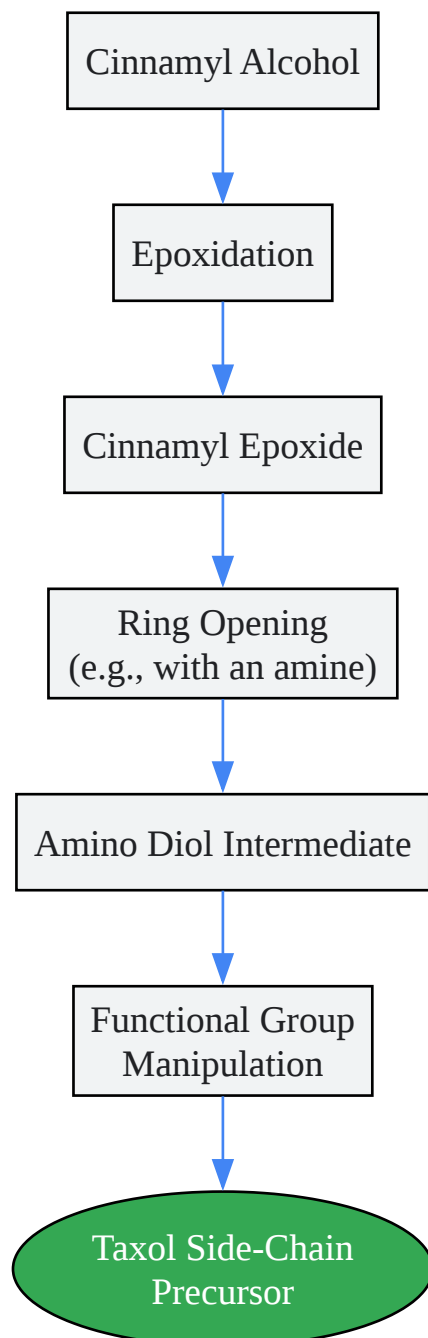 Cinnamyl Alcohol
Epoxidation
Cinnamyl Epoxide
Ring Opening
(e.g., with an amine)
Amino Diol Intermediate
Functional Group
Manipulation
Taxol Side-Chain
Precursor